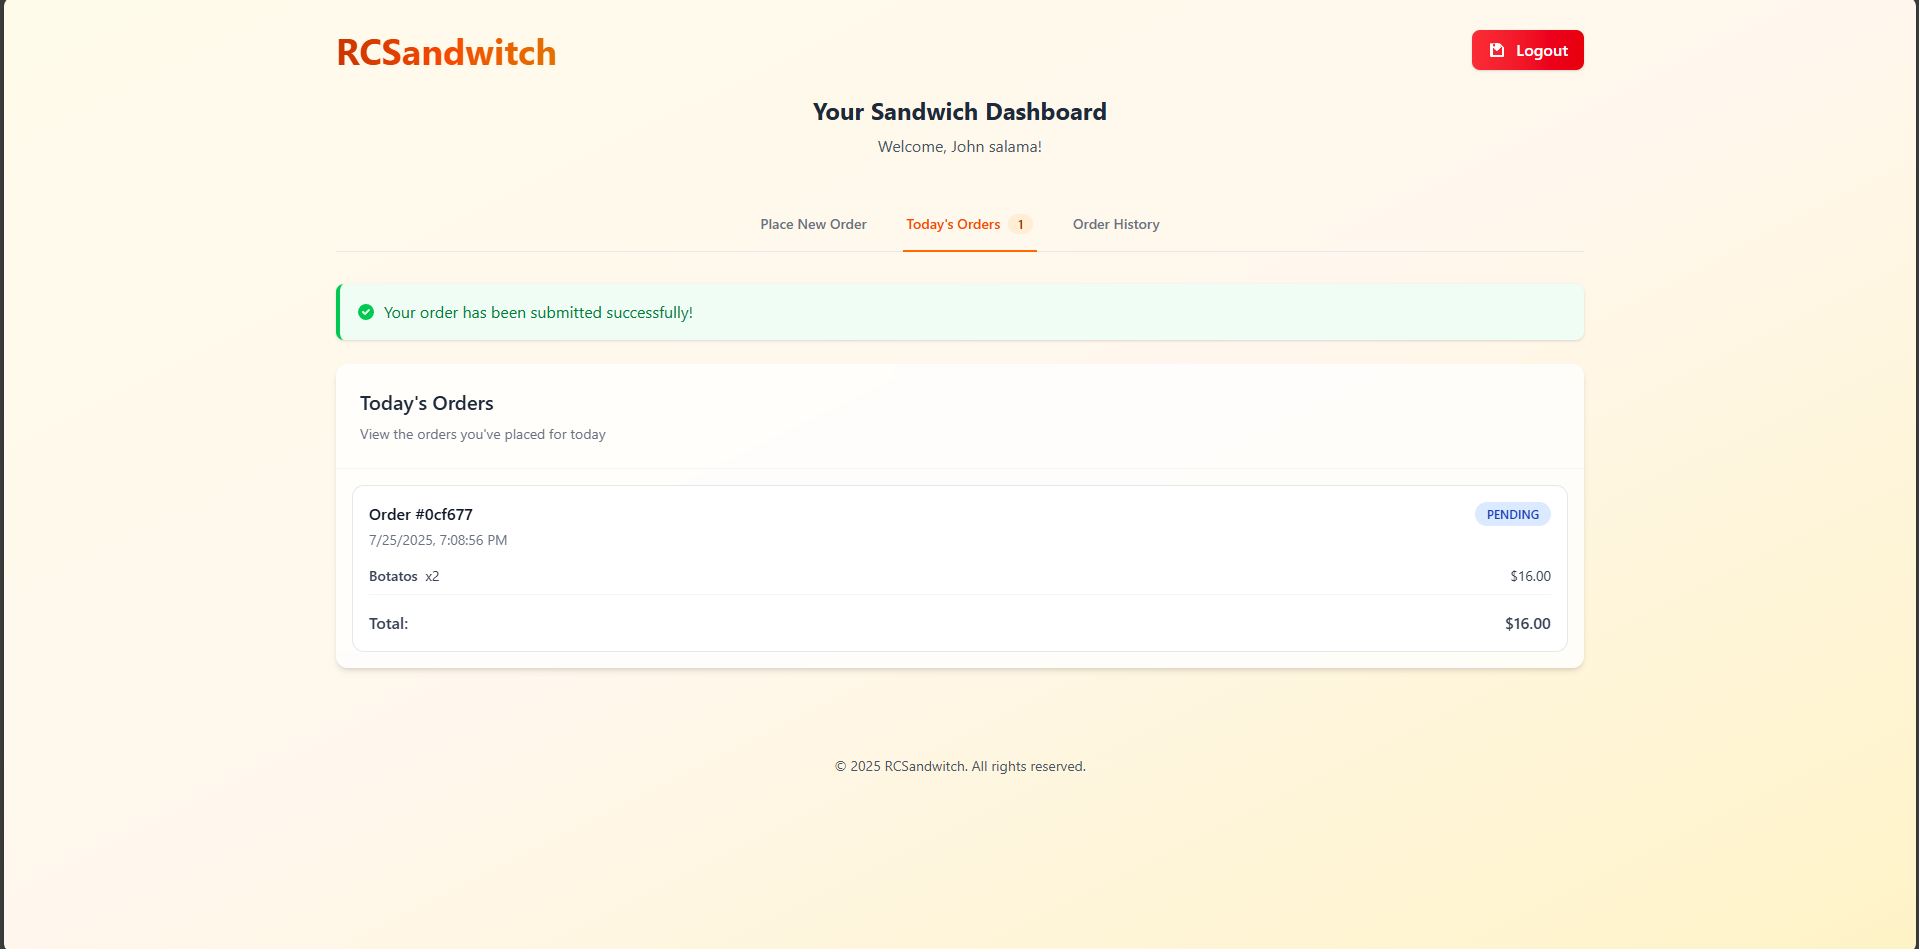 RCSandwitch
Logout
Your Sandwich Dashboard
Welcome, John salama!
Place New Order
Today's Orders 1
Order History
Your order has been submitted successfully!
Today's Orders
View the orders you've placed for today
Order #0cf677
PENDING
7/25/2025, 7:08:56 PM
Botatos x2
$16.00
Total:
$16.00
© 2025 RCSandwitch. All rights reserved.